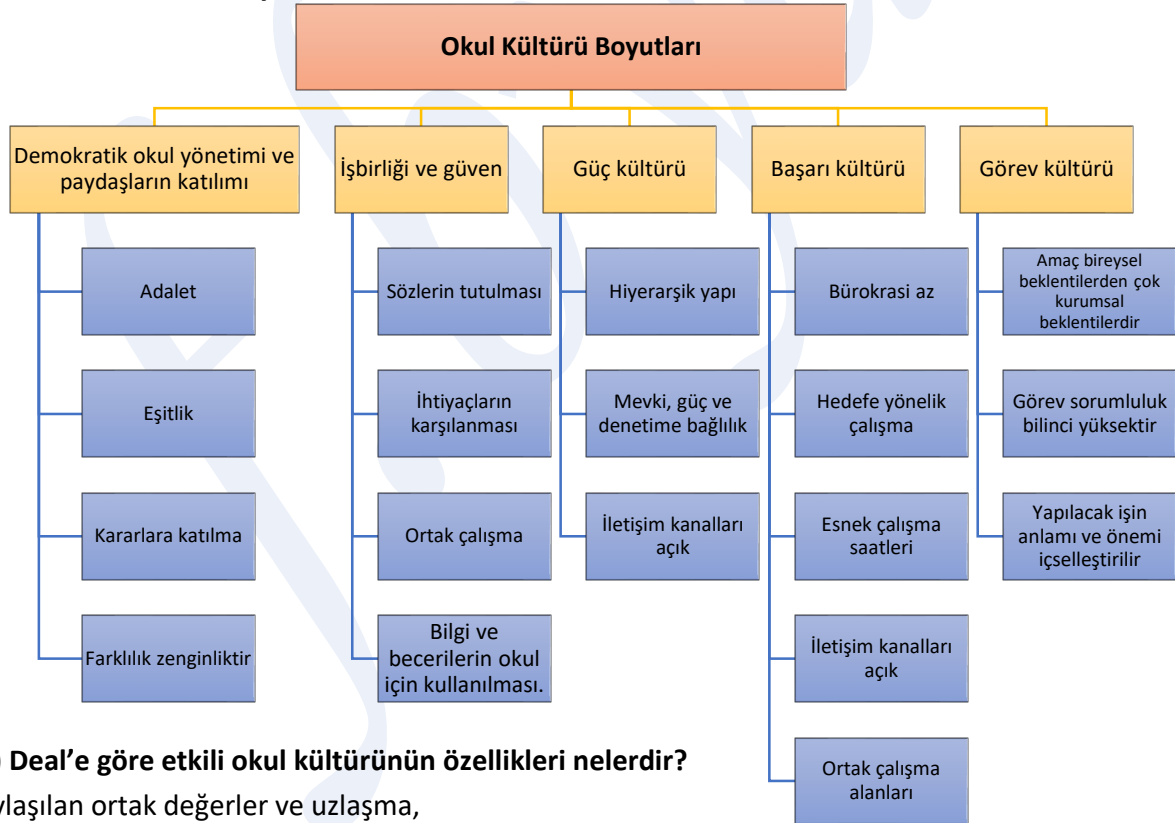 Okul Kültürü Boyutları
Demokratik okul yönetimi ve
paydaşların katılımı
Adalet
Eşitlik
Kararlara katılma
Farklılık zenginliktir
İşbirliği ve güven
Sözlerin tutulması
İhtiyaçların
karşılanması
Ortak çalışma
Bilgi ve
becerilerin okul
için kullanılması.
Güç kültürü
Hiyerarşik yapı
Mevki, güç ve
denetime bağlılık
İletişim kanalları
açık
Başarı kültürü
Bürokrasi az
Hedefe yönelik
çalışma
Esnek çalışma
saatleri
İletişim kanalları
açık
Ortak çalışma
alanları
Görev kültürü
Amaç bireysel
beklentilerden çok
kurumsal
beklentilerdir
Görev sorumluluk
bilinci yüksektir
Yapılacak işin
anlamı ve önemi
içselleştirilir
Deal’e göre etkili okul kültürünün özellikleri nelerdir?
ortak değerler ve uzlaşma,